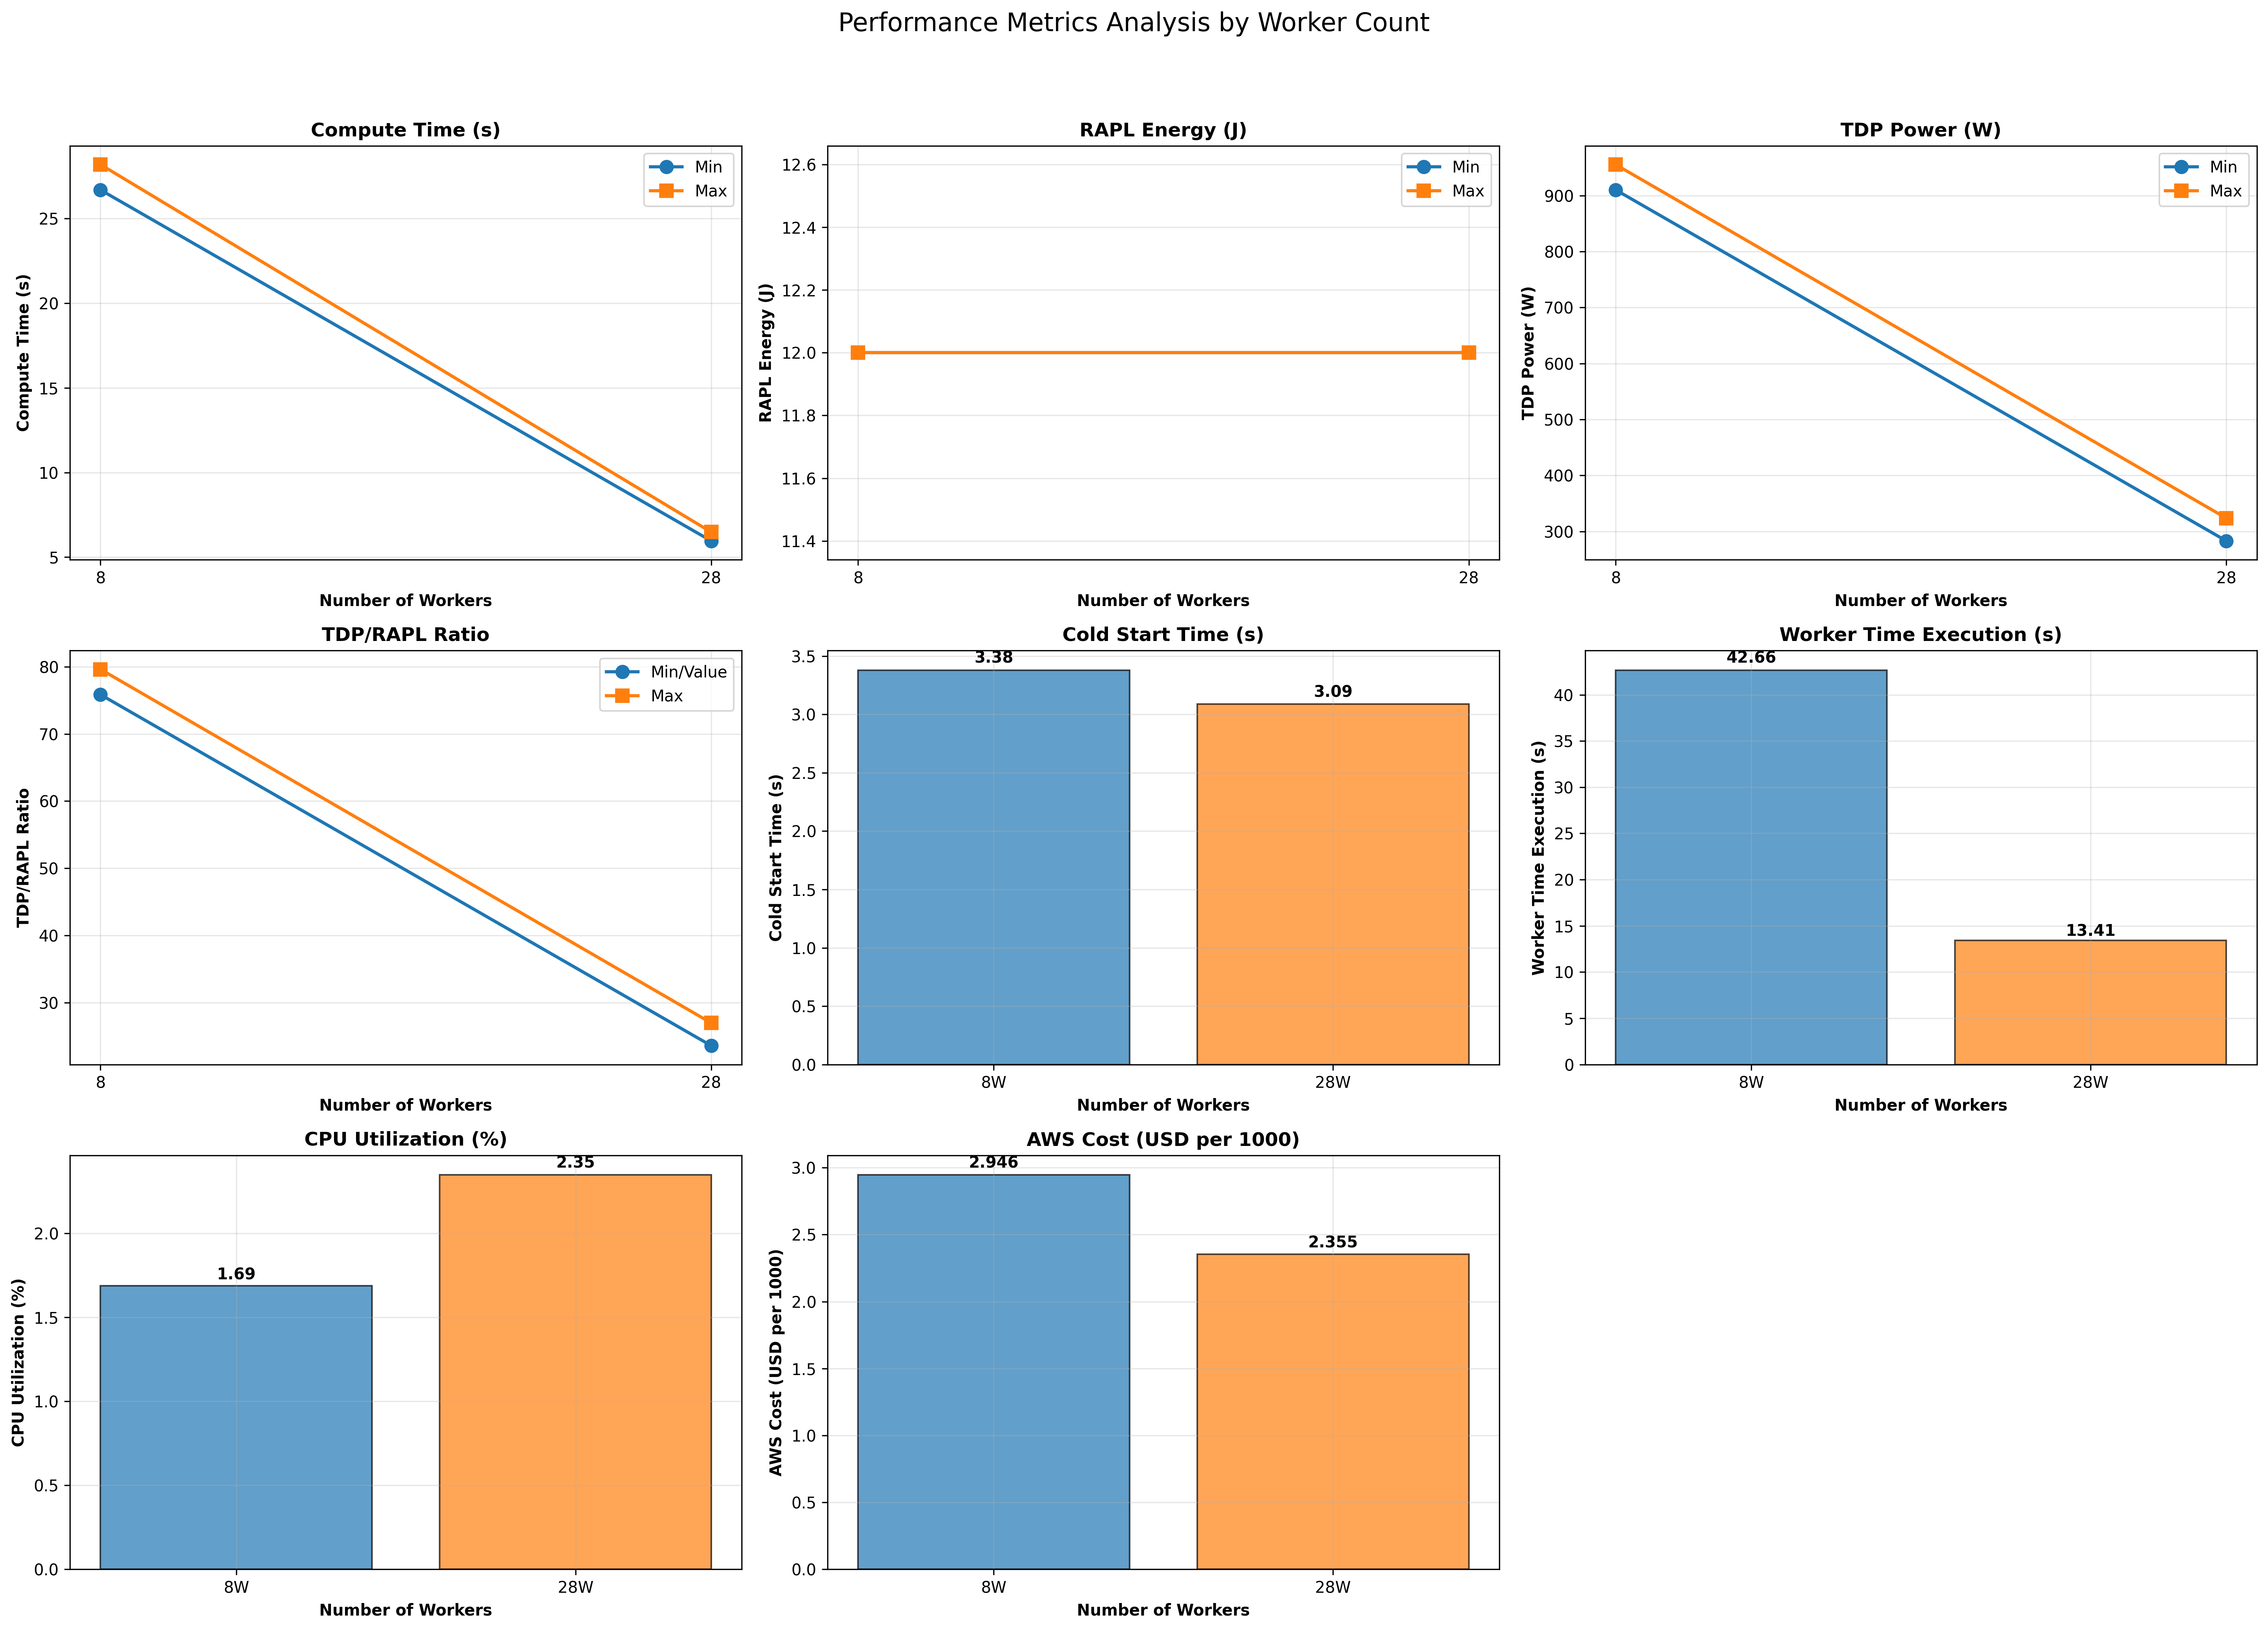 Performance Metrics Analysis by Worker Count
Compute Time (s)
Compute Time (s)
25
20
15
10
5
Min
Max
8
28
Number of Workers
RAPL Energy (J)
RAPL Energy (J)
12.6
12.4
12.2
12.0
11.8
11.6
11.4
Min
Max
8
28
Number of Workers
TDP Power (W)
TDP Power (W)
900
800
700
600
500
400
300
Min
Max
8
28
Number of Workers
TDP/RAPL Ratio
TDP/RAPL Ratio
80
70
60
50
40
30
Min/Value
Max
8
28
Number of Workers
Cold Start Time (s)
Cold Start Time (s)
3.5
3.0
2.5
2.0
1.5
1.0
0.5
0.0
3.38
3.09
8W
28W
Number of Workers
Worker Time Execution (s)
Worker Time Execution (s)
40
35
30
25
20
15
10
5
0
42.66
13.41
8W
28W
Number of Workers
CPU Utilization (%)
CPU Utilization (%)
2.0
1.5
1.0
0.5
0.0
1.69
2.35
8W
28W
Number of Workers
AWS Cost (USD per 1000)
AWS Cost (USD per 1000)
3.0
2.5
2.0
1.5
1.0
0.5
0.0
2.946
2.355
8W
28W
Number of Workers